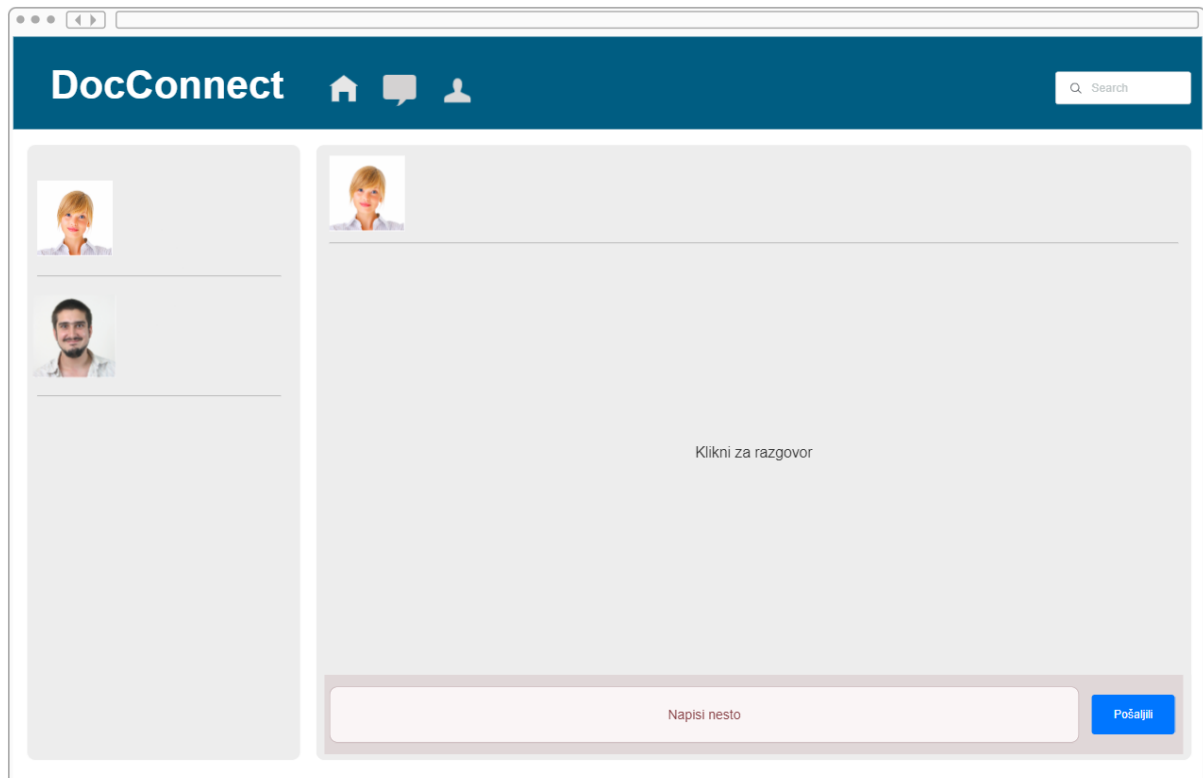 DocConnect
Search
Klikni za razgovor
Napisi nesto
Pošaljili